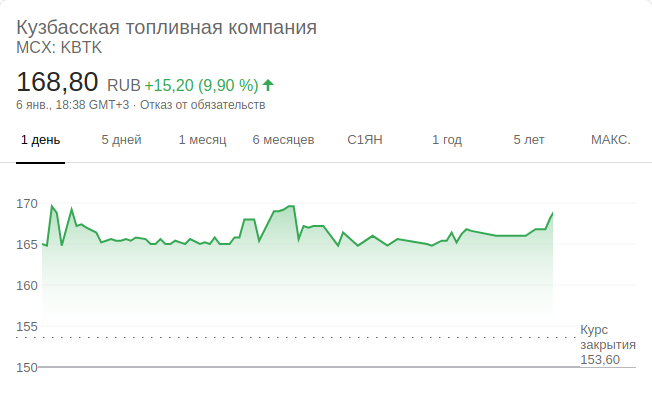 Кузбасская топливная компания
MCX: KBTK
168,80 RUB +15,20 (9,90 %)
6 янв., 18:38 GMT+3 · Отказ от обязательств
1 день 5 дней 1 месяц 6 месяцев С1ЯН 1 год 5 лет МАКС.
170
165
160
155
Курс
закрытия
153,60
150